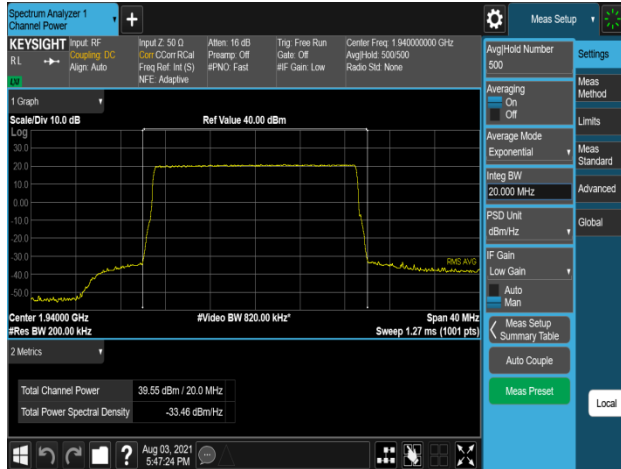 Spectrum Analyzer 1
Channel Power
+
Meas Setup
KEYSIGHT
RL
LXI
Input: RF
Coupling: DC
Align: Auto
Input Z: 50 Ω
Corr CCorr RCal
Freq Ref: Int (S)
NFE: Adaptive
Atten: 16 dB
Preamp: Off
#PNO: Fast
Trig: Free Run
Gate: Off
#IF Gain: Low
Center Freq: 1.940000000 GHz
Avg|Hold: 500/500
Radio Std: None
1 Graph
Scale/Div 10.0 dB
Ref Value 40.00 dBm
Log
30.0
20.0
10.0
0.00
-10.0
-20.0
-30.0
-40.0
-50.0
RMS AVG
Center 1.94000 GHz
#Video BW 820.00 kHz*
Span 40 MHz
#Res BW 200.00 kHz
Sweep 1.27 ms (1001 pts)
2 Metrics
Total Channel Power 39.55 dBm / 20.0 MHz
Total Power Spectral Density -33.46 dBm/Hz
Avg|Hold Number
500
Averaging
On
Off
Average Mode
Exponential
Integ BW
20.000 MHz
PSD Unit
dBm/Hz
IF Gain
Low Gain
Auto
Man
Meas Setup
Summary Table
Auto Couple
Meas Preset
Settings
Meas
Method
Limits
Meas
Standard
Advanced
Global
Local
?
Aug 03, 2021
5:47:24 PM